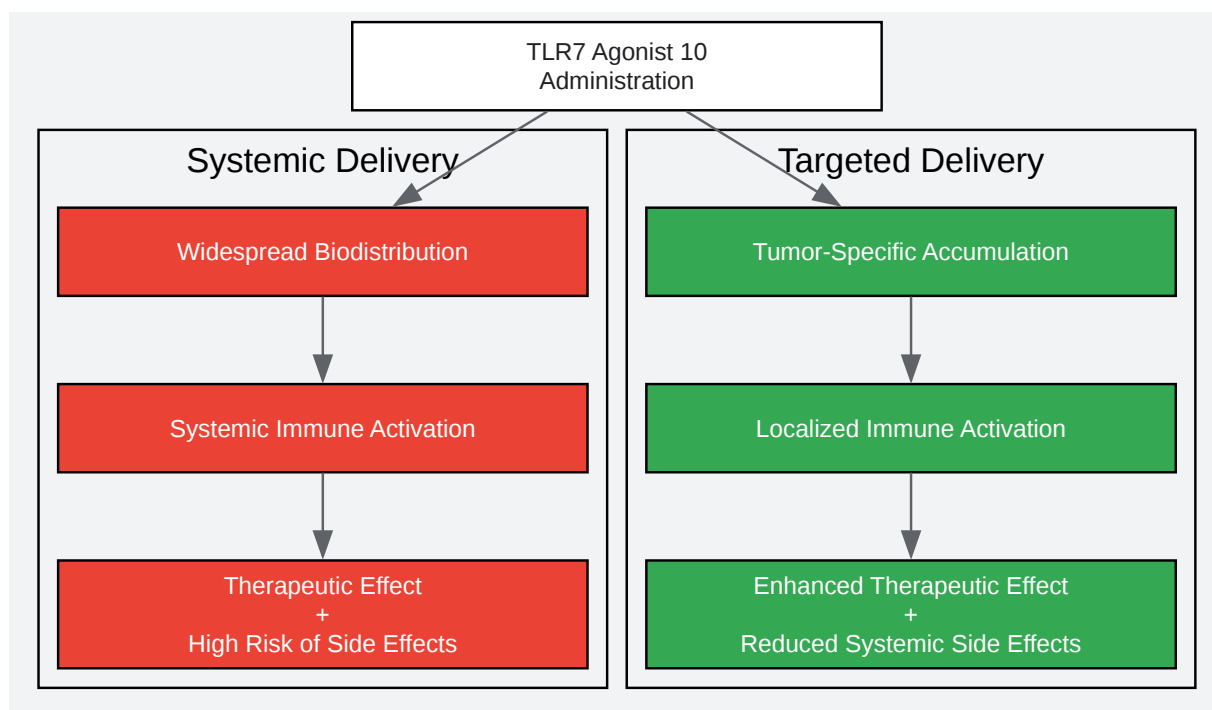 TLR7 Agonist 10
Administration
Systemic Delivery
Widespread Biodistribution
Systemic Immune Activation
Therapeutic Effect
+
High Risk of Side Effects
Targeted Delivery
Tumor-Specific Accumulation
Localized Immune Activation
Enhanced Therapeutic Effect
+
Reduced Systemic Side Effects